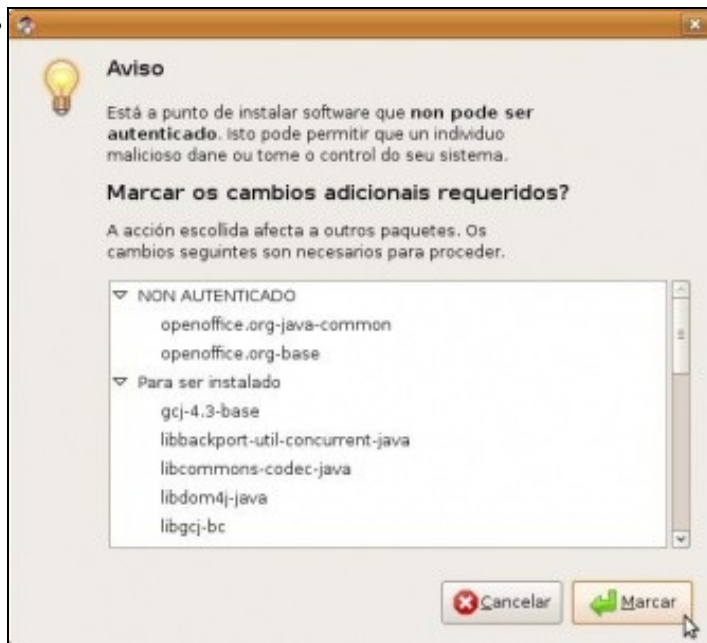 Aviso
Está a punto de instalar software que non pode ser
autenticado. Isto pode permitir que un individuo
malicioso dane ou tome o control do seu sistema.
Marcar os cambios adicionais requeridos?
A acción escollida afecta a outros paquetes. Os
cambios seguintes son necesarios para proceder.
NON AUTENTICADO
openoffice.org-java-common
openoffice.org-base
Para ser instalado
gcj-4.3-base
libbackport-util-concurrent-java
libcommons-codec-java
libdom4j-java
libgcj-bc
Cancelar
Marcar